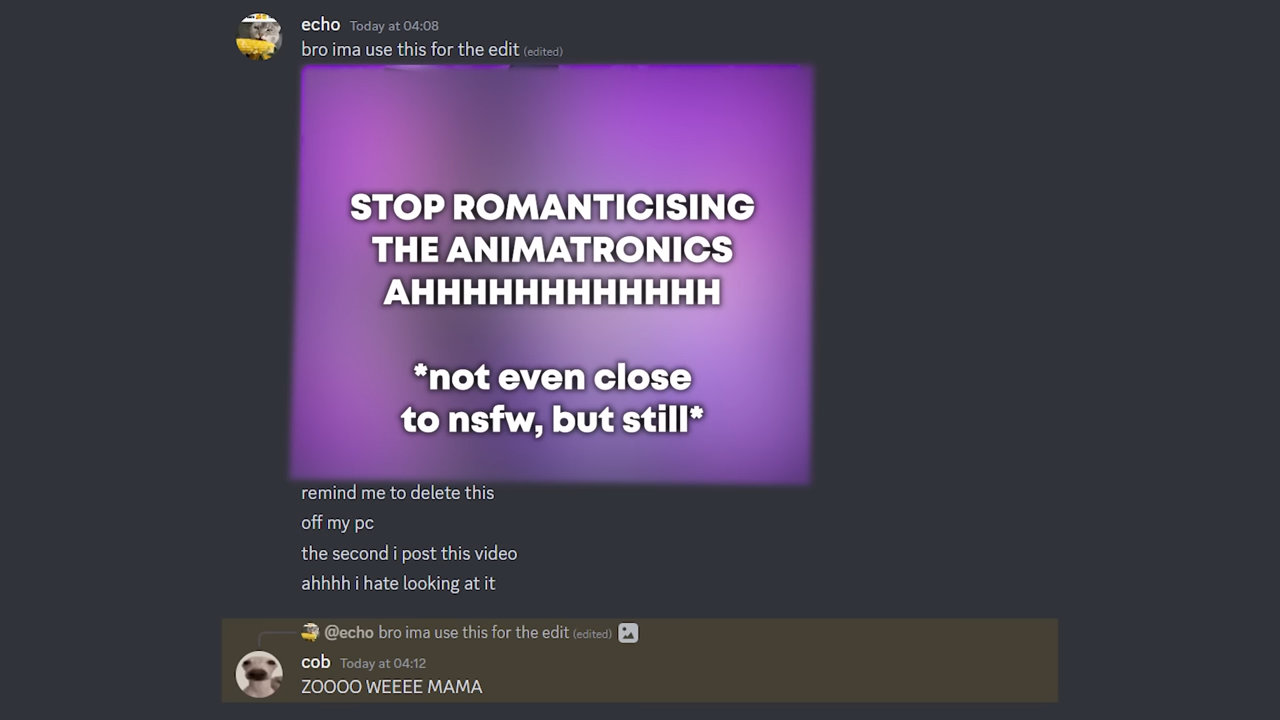 echo Today at 04:08
bro ima use this for the edit (edited)
STOP ROMANTICISING
THE ANIMATRONICS
AHHHHHHHHHHHH
*not even close
to nsfw, but still*
remind me to delete this
off my pc
the second i post this video
ahhhh i hate looking at it
@echo bro ima use this for the edit (edited)
cob Today at 04:12
ZOOOO WEEEE MAMA